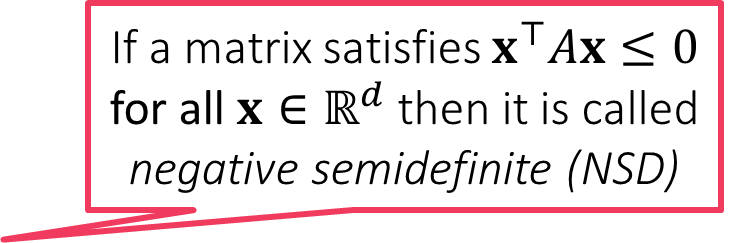 If a matrix satisfies 𝐱⊤𝐴𝐱 ≤ 0
for all 𝐱 ∈ ℝ^𝑑 then it is called
negative semidefinite (NSD)